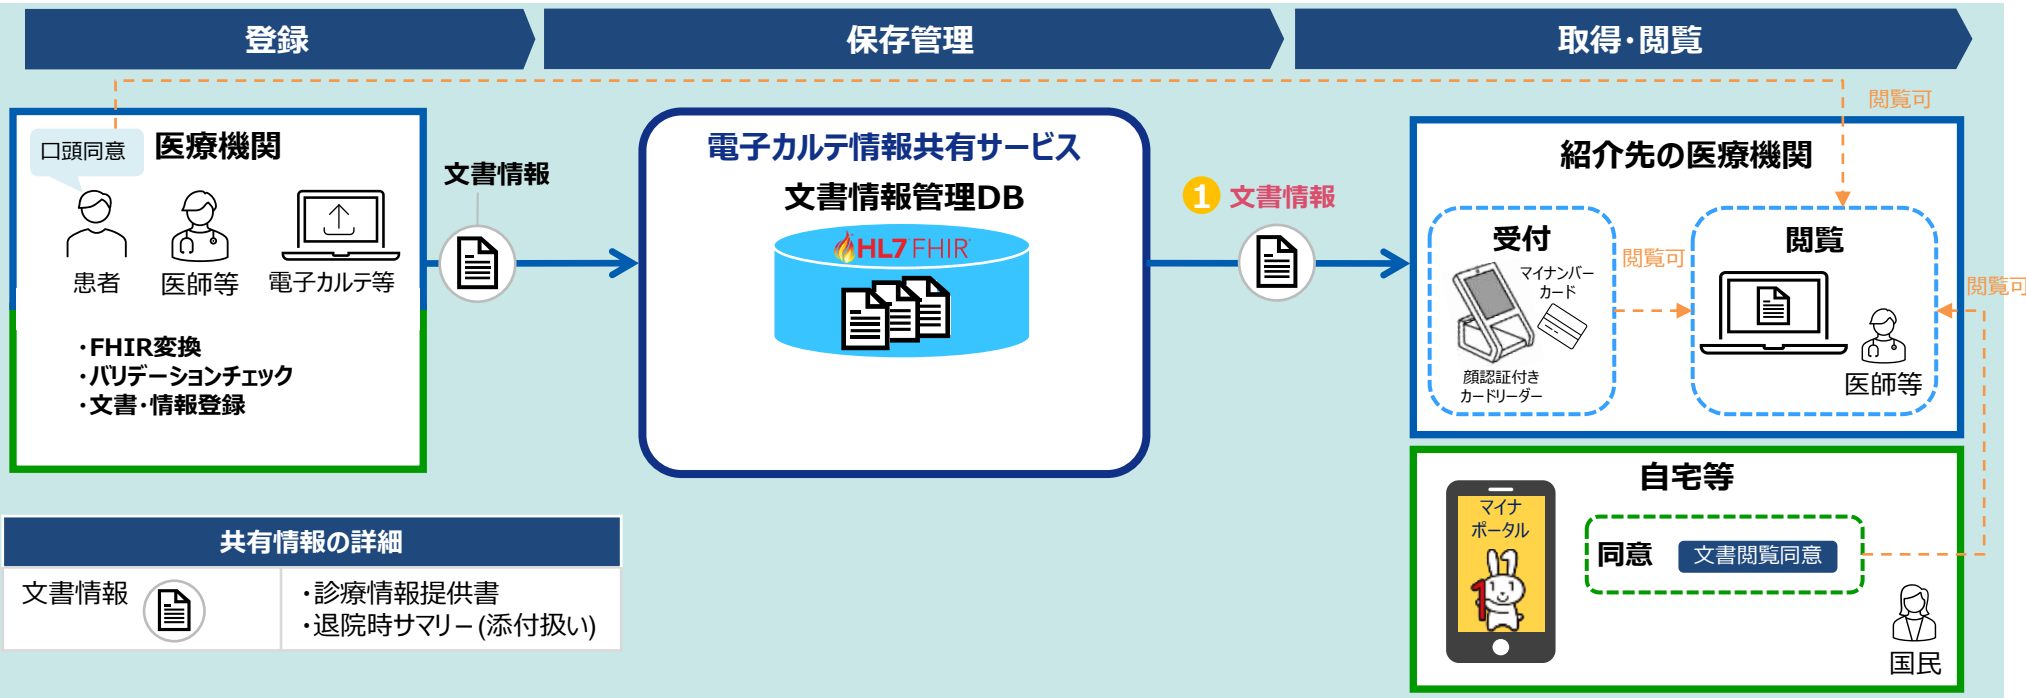 登録
保存管理
取得・閲覧
閲覧可
口頭同意
医療機関
患者
医師等
電子カルテ等
・FHIR変換
・バリデーションチェック
・文書・情報登録
文書情報
電子カルテ情報共有サービス
文書情報管理DB
HL7 FHIR
1 文書情報
紹介先の医療機関
受付
マイナンバー
カード
顔認証付き
カードリーダー
閲覧可
閲覧
医師等
閲覧可
自宅等
マイナ
ポータル
1
同意
文書閲覧同意
国民
共有情報の詳細
文書情報
・診療情報提供書
・退院時サマリー(添付扱い)